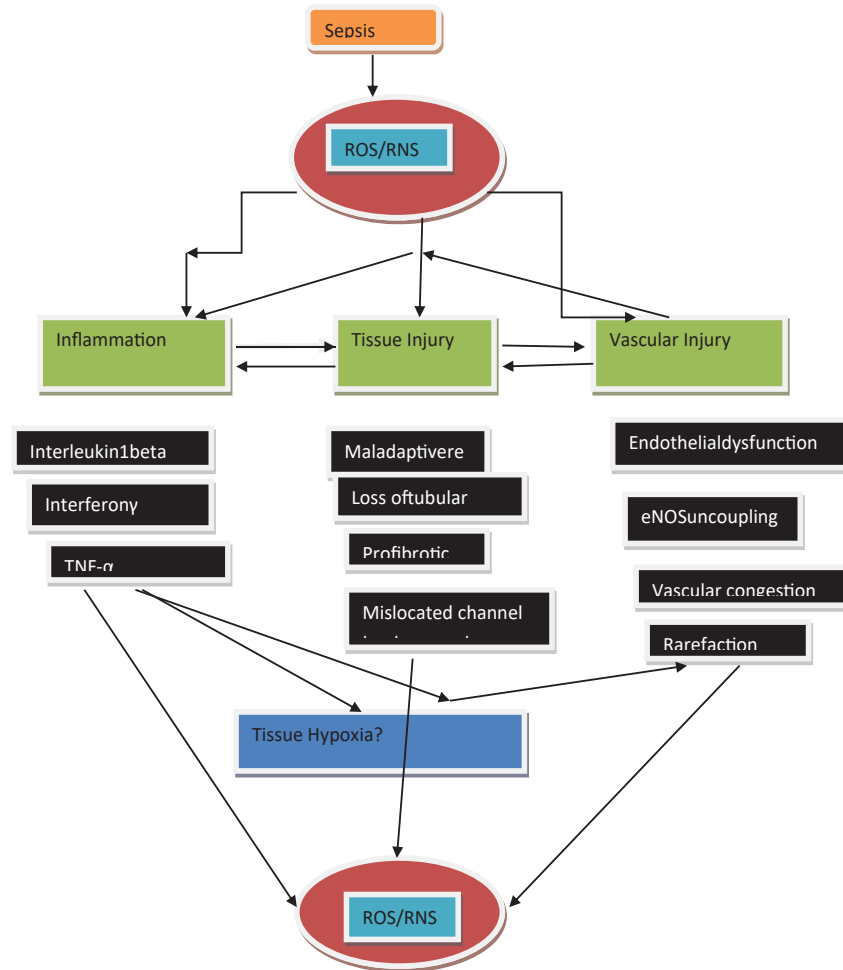 Sepsis
ROS/RNS
Inflammation
Tissue Injury
Vascular Injury
Interleukin1beta
Interferonγ
TNF-α
Maladaptivere
Loss oftubular
Profibrotic
Mislocated channel
Endothelialdysfunction
eNOSuncoupling
Vascular congestion
Rarefaction
Tissue Hypoxia?
ROS/RNS